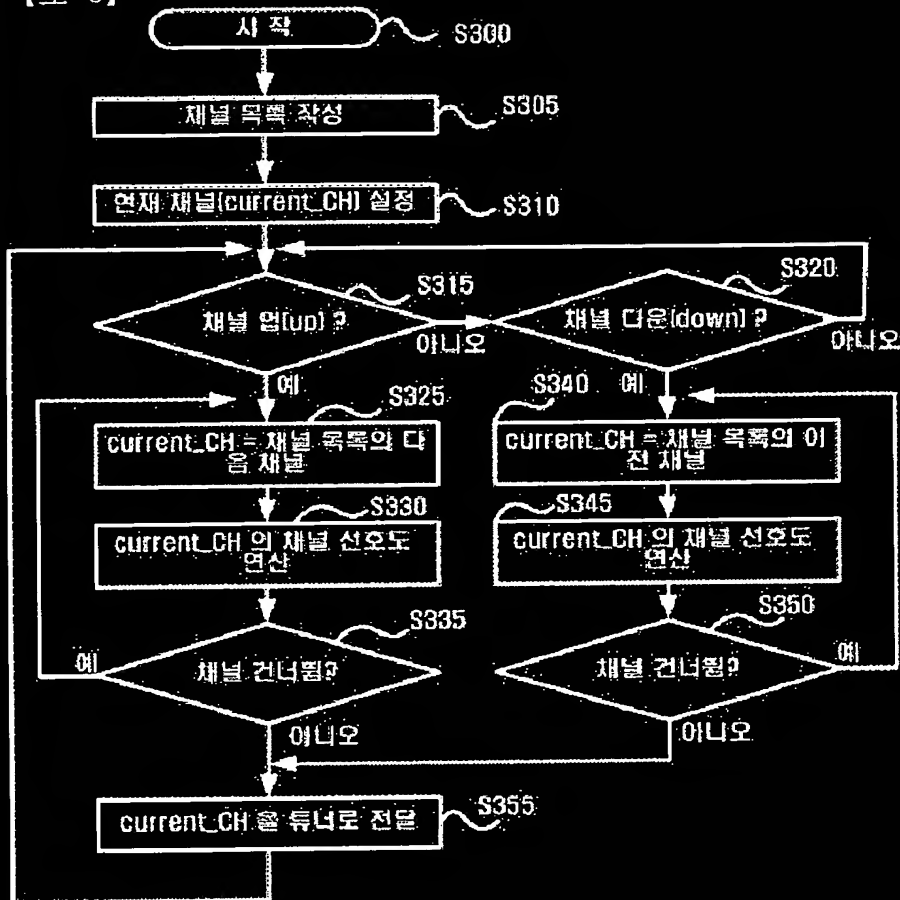 시 작
S300
채널 목록 작성
S305
현재 채널(current_CH) 설정
S310
채널 업(up) ?
S315
아니오
채널 다운(down) ?
S320
아니오
예
S325
S340
예
current_CH = 채널 목록의 다
음 채널
current_CH = 채널 목록의 이
전 채널
S330
S345
current_CH 의 채널 선호도
연산
current_CH 의 채널 선호도
연산
S335
S350
예
채널 건너뜀?
채널 건너뜀?
예
아니오
아니오
current_CH 을 튜너로 전달
S355